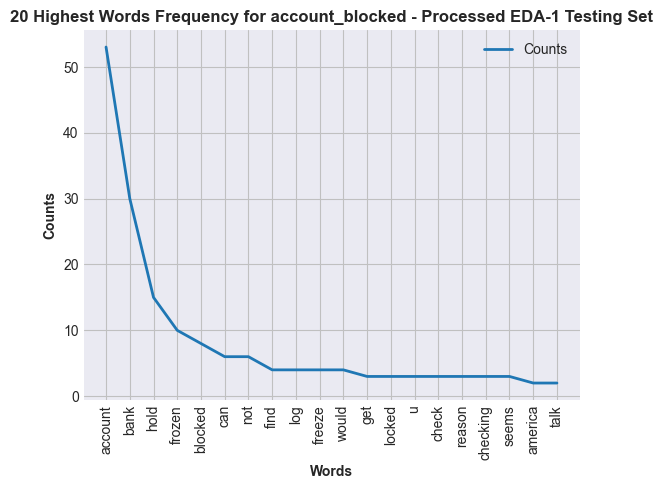 20 Highest Words Frequency for account_blocked - Processed EDA-1 Testing Set
Counts
50
40
30
20
10
0
Counts
account
bank
hold
frozen
blocked
can
not
find
log
freeze
would
get
locked
u
check
reason
checking
seems
america
talk
Words